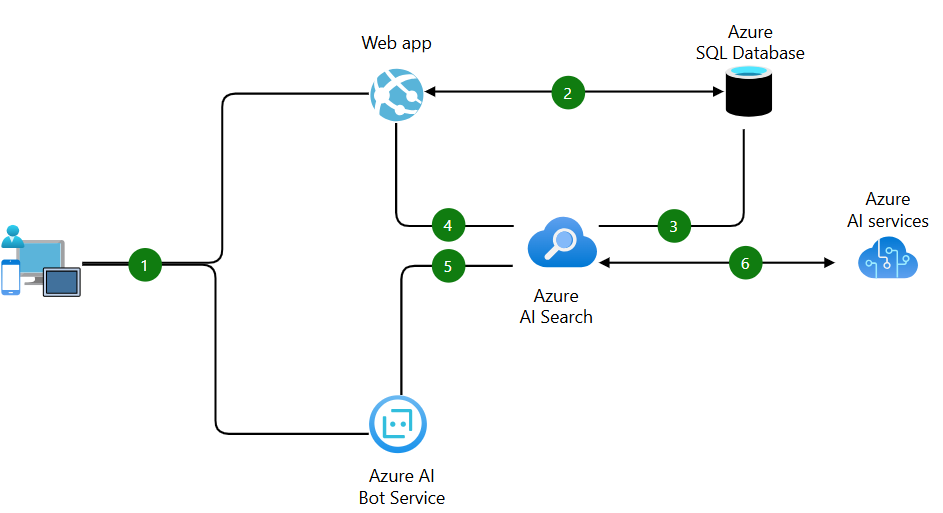 Web app
Azure
SQL Database
2
Azure
AI services
4
3
1
5
6
Azure
AI Search
Azure AI
Bot Service